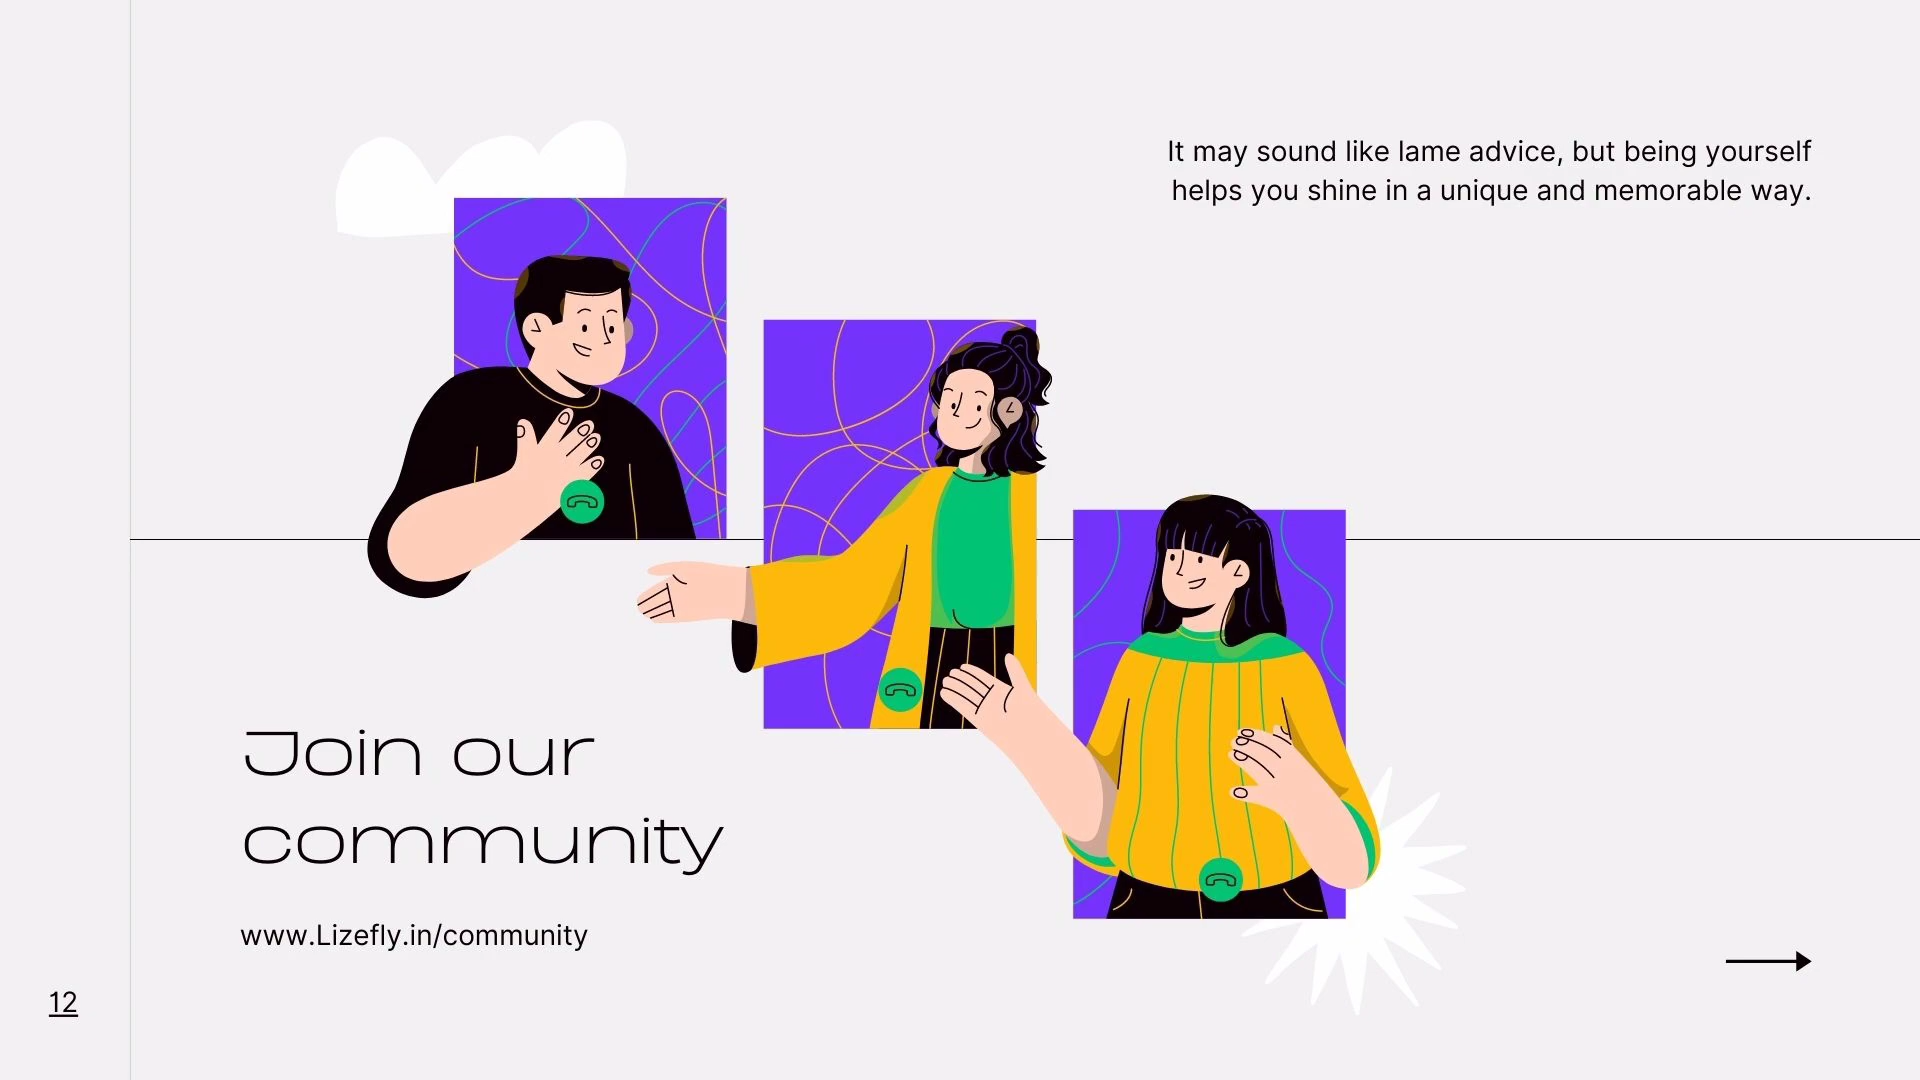 It may sound like lame advice, but being yourself
helps you shine in a unique and memorable way.
Join our
community
www.Lizefly.in/community
12